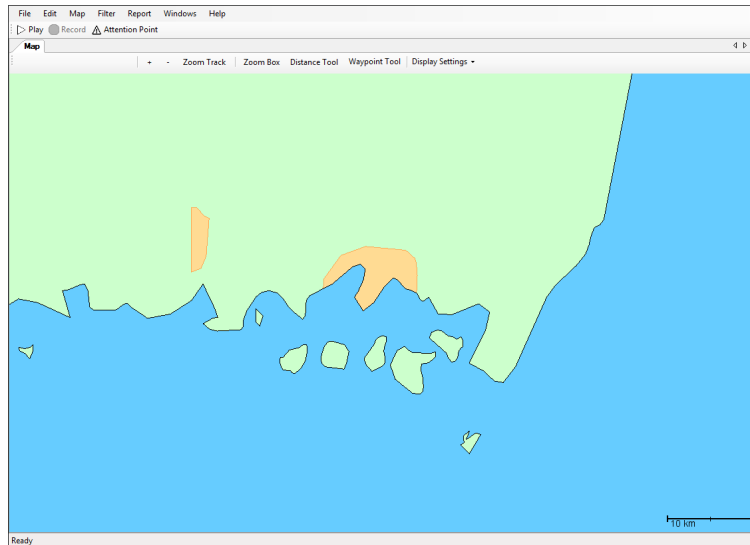 File Edit Map Filter Report Windows Help
Play Record Attention Point
Map
+ - Zoom Track Zoom Box Distance Tool Waypoint Tool Display Settings
10 km
Ready